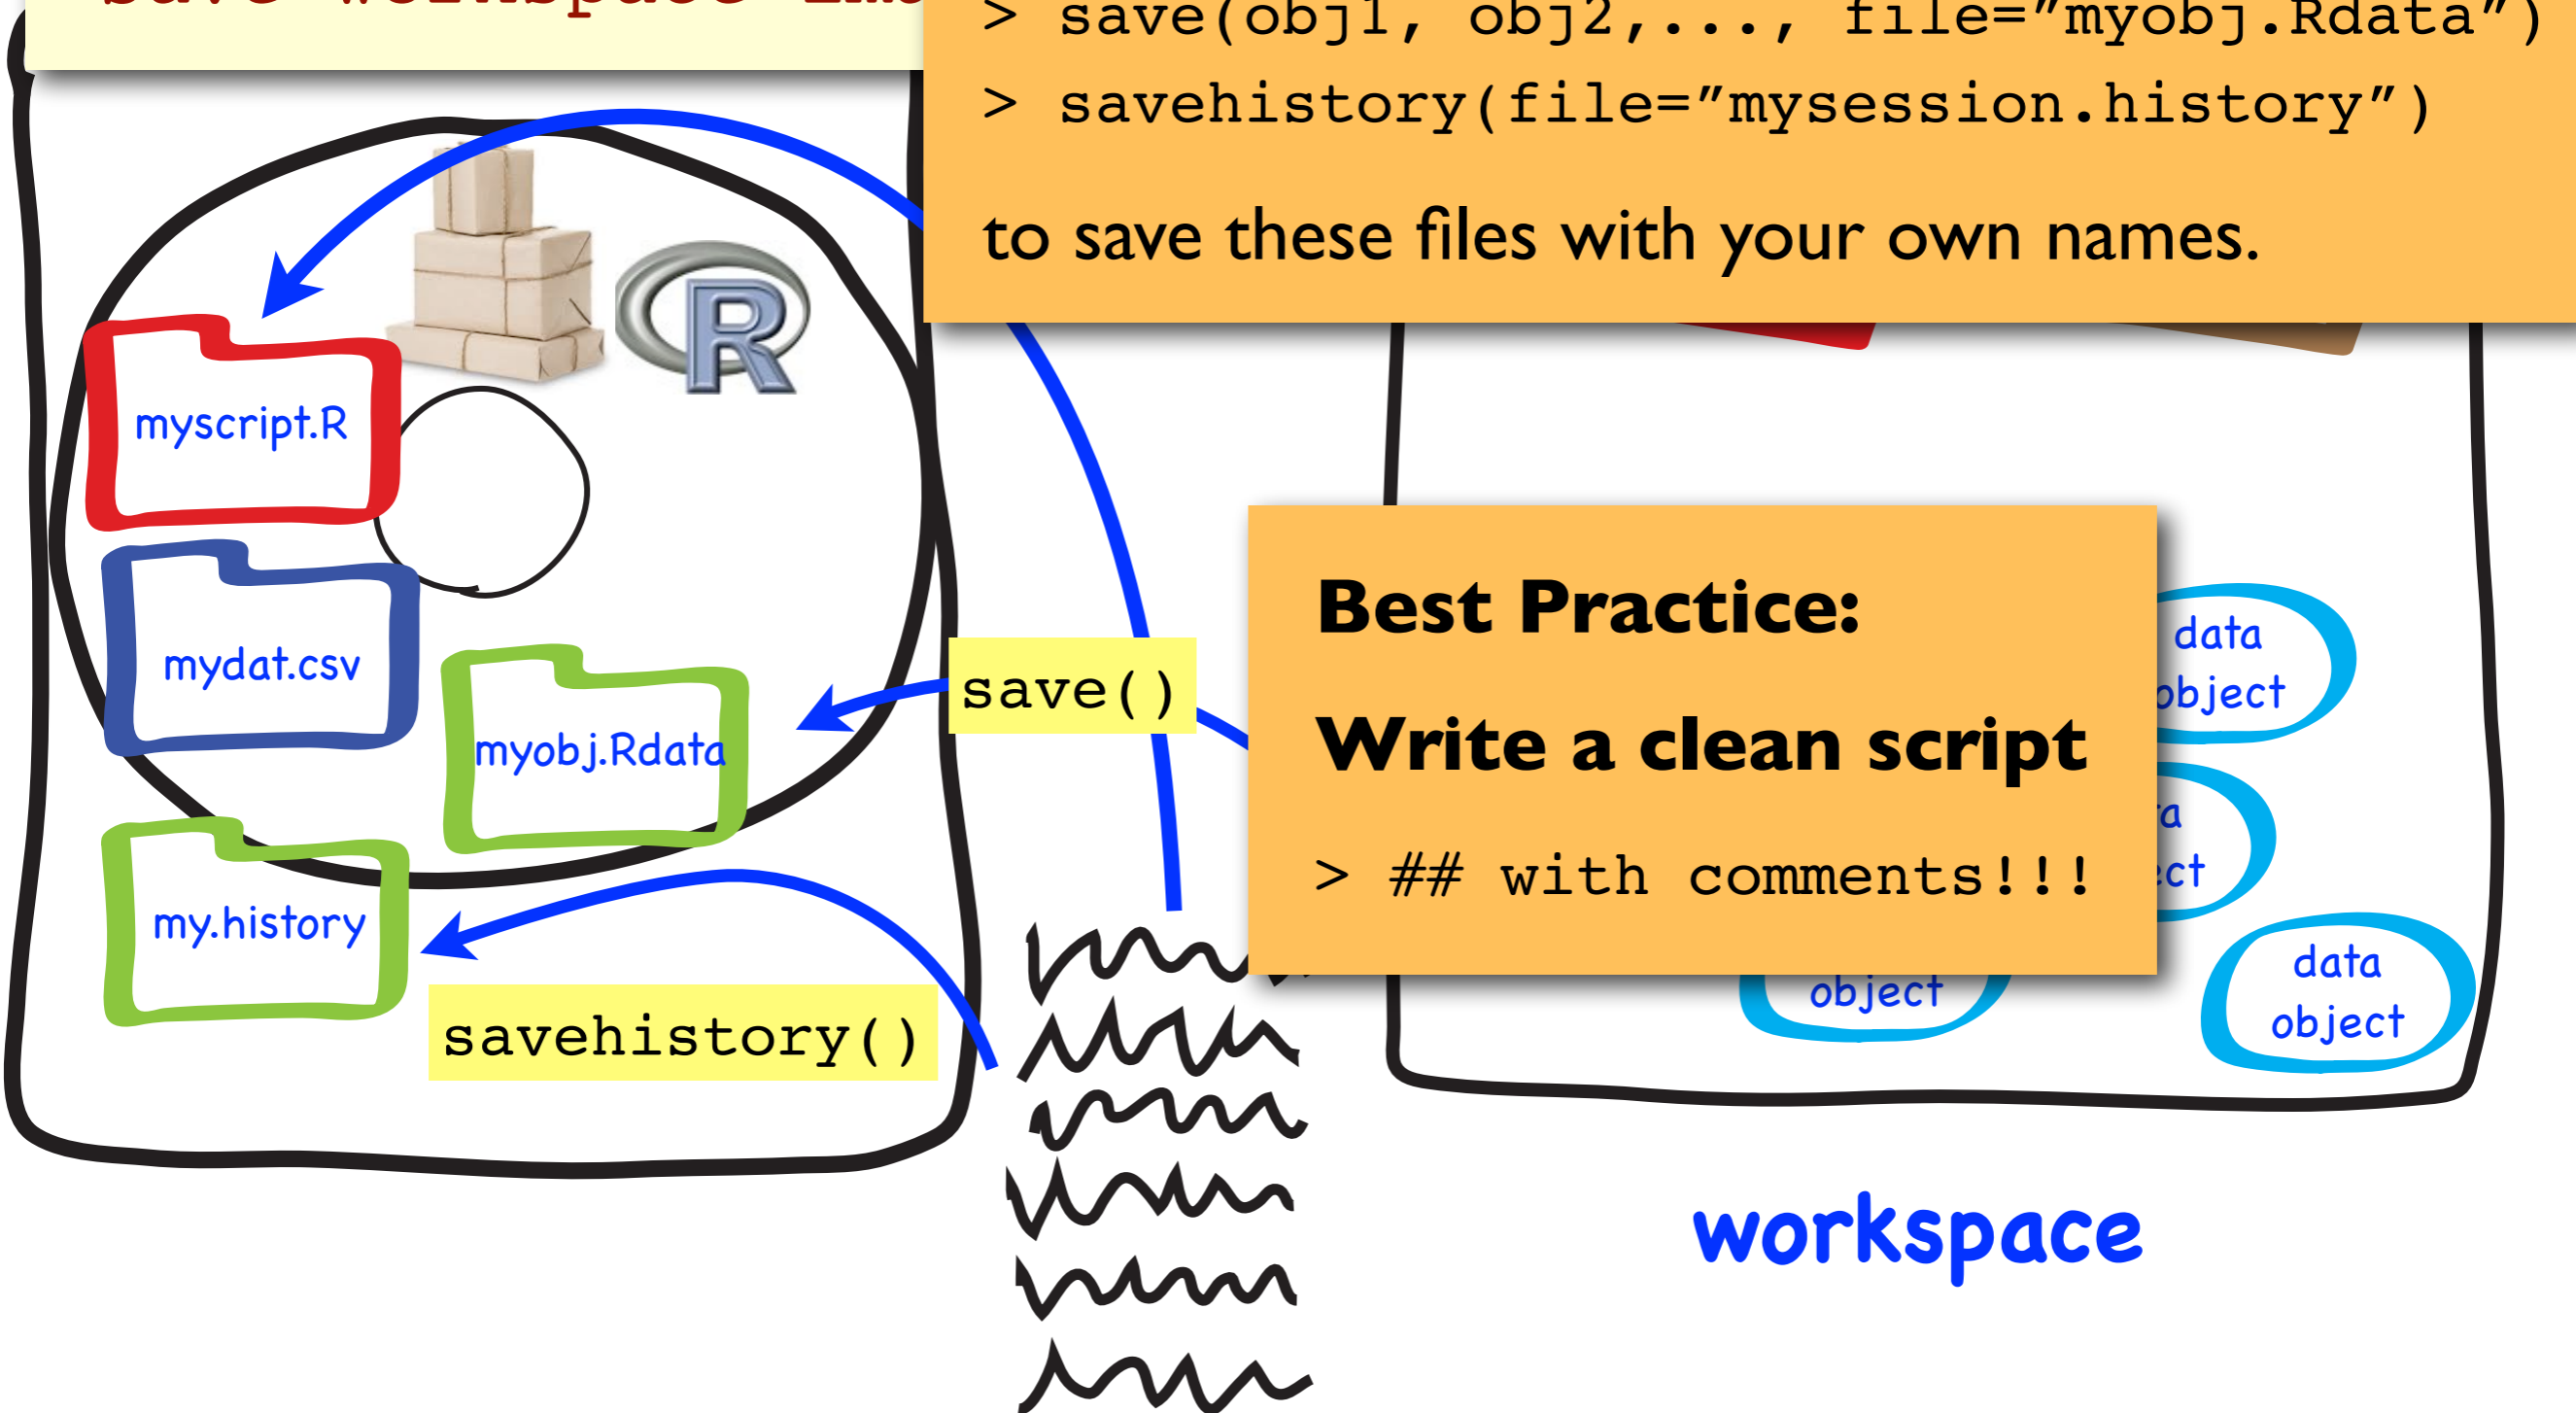 > save(obj1, obj2,..., file="myobj.Rdata")
> savehistory(file="mysession.history")
to save these files with your own names.
R
myscript.R
mydat.csv
myobj.Rdata
my.history
save()
savehistory()
Best Practice:
Write a clean script
> ## with comments!!!
data
object
object
data
object
workspace